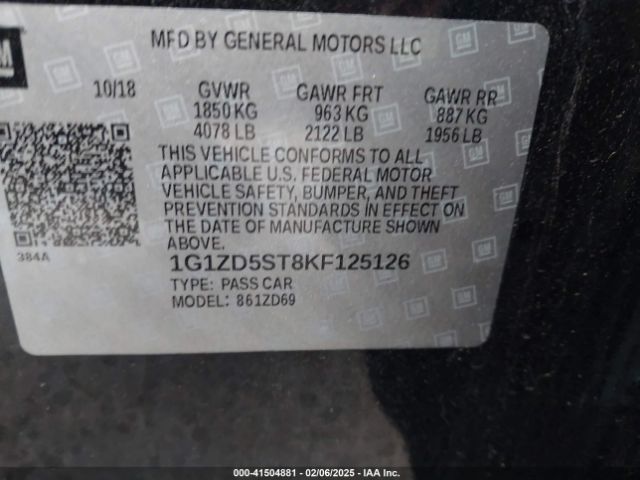 GM
MFD BY GENERAL MOTORS LLC
10/18 GVWR GAWR FRT GAWR RR
1850 KG 963 KG 887 KG
4078 LB 2122 LB 1956 LB
THIS VEHICLE CONFORMS TO ALL
APPLICABLE U.S. FEDERAL MOTOR
VEHICLE SAFETY, BUMPER, AND THEFT
PREVENTION STANDARDS IN EFFECT ON
THE DATE OF MANUFACTURE SHOWN
ABOVE.
384A
1G1ZD5ST8KF125126
TYPE: PASS CAR
MODEL: 861ZD69
000-41504881 / 02/06/2025 - IAA Inc.